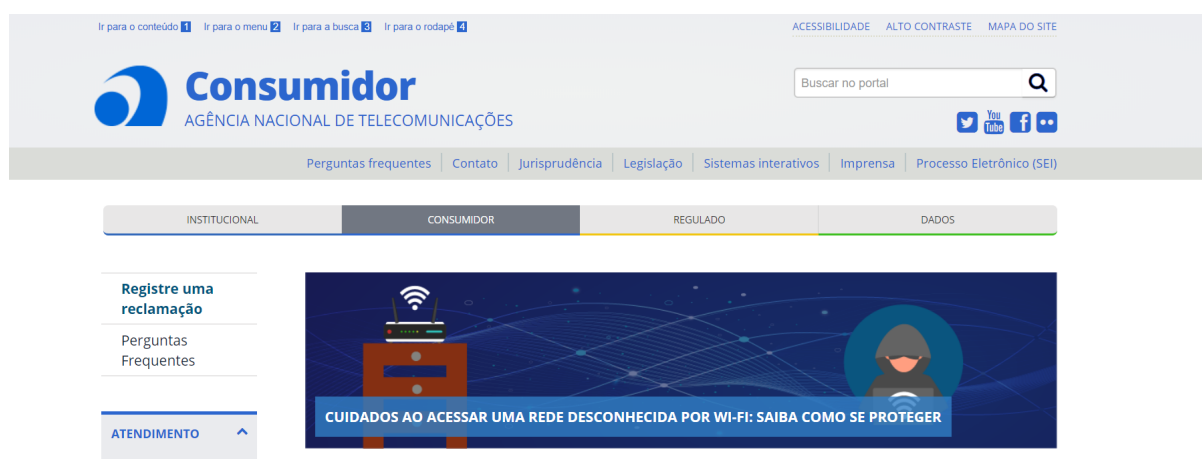 Ir para o conteúdo 1 Ir para o menu 2 Ir para a busca 3 Ir para o rodapé 4
ACESSIBILIDADE ALTO CONTRASTE MAPA DO SITE
Consumidor
AGÊNCIA NACIONAL DE TELECOMUNICAÇÕES
Buscar no portal
You Tube
Perguntas frequentes Contato Jurisprudência Legislação Sistemas interativos Imprensa Processo Eletrônico (SEI)
INSTITUCIONAL CONSUMIDOR REGULADO DADOS
Registre uma
reclamação
Perguntas
Frequentes
ATENDIMENTO
CUIDADOS AO ACESSAR UMA REDE DESCONHECIDA POR WI-FI: SAIBA COMO SE PROTEGER